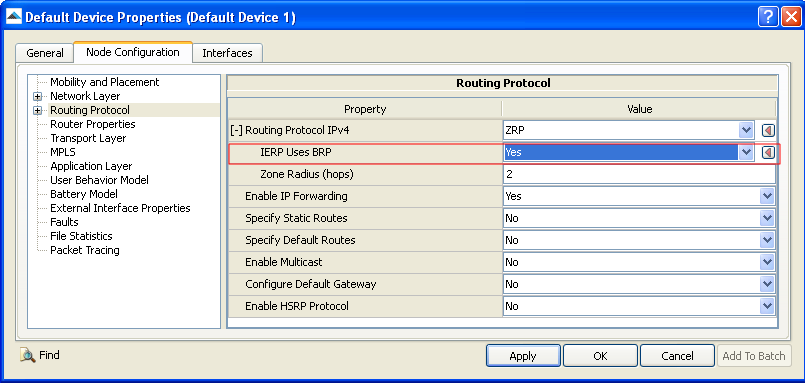 Default Device Properties (Default Device 1)
General Node Configuration Interfaces
Mobility and Placement
Network Layer
Routing Protocol
Router Properties
Transport Layer
MPLS
Application Layer
User Behavior Model
Battery Model
External Interface Properties
Faults
File Statistics
Packet Tracing
Routing Protocol
Property Value
[-] Routing Protocol IPv4 ZRP
IERP Uses BRP Yes
Zone Radius (hops) 2
Enable IP Forwarding Yes
Specify Static Routes No
Specify Default Routes No
Enable Multicast No
Configure Default Gateway No
Enable HSRP Protocol No
Find Apply OK Cancel Add To Batch